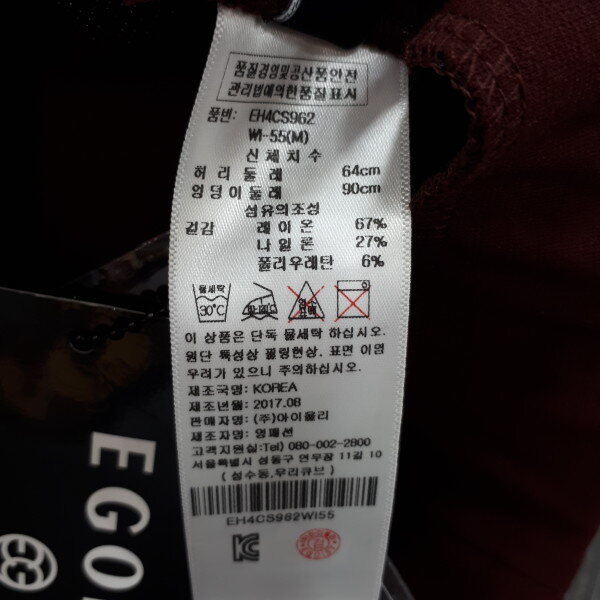 품질경영및공산품안전
관리법에의한품질표시
품번: EH4CS962
WI-55(M)
신체치수
허리둘레 64cm
엉덩이둘레 90cm
섬유의조성
겉감 레이온 67%
나일론 27%
폴리우레탄 6%
물세탁
30℃
이 상품은 단독 물세탁 하십시오.
원단 특성상 필링현상, 표면 이염
우려가 있으니 주의하십시오.
제조국명: KOREA
제조년월: 2017.08
판매자명: (주)아이올리
제조자명: 영패션
고객지원실:Tel) 080-002-2800
서울특별시 성동구 연무장 11길 10
(성수동,우리큐브)
EH4CS962WI55
EGO